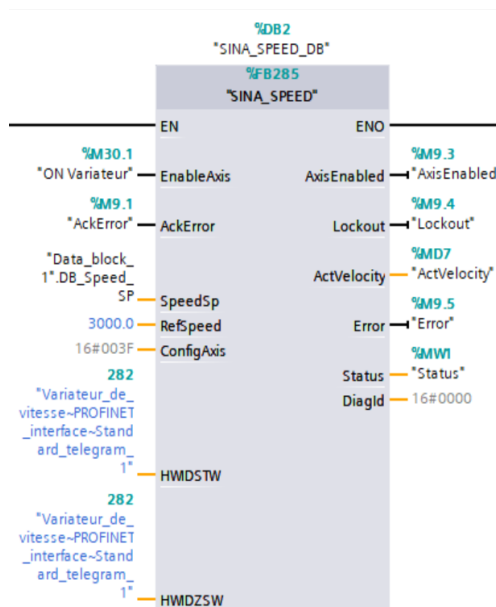 %DB2
"SINA_SPEED_DB"
%FB285
"SINA_SPEED"
EN
ENO
%M30.1
"ON Variateur"
EnableAxis
%M9.3
AxisEnabled
"AxisEnabled
%M9.1
"AckError"
AckError
%M9.4
Lockout
"Lockout"
"Data_block_
1".DB_Speed_
SP
SpeedSp
%MD7
ActVelocity
"ActVelocity"
3000.0
RefSpeed
%M9.5
Error
"Error"
16#003F
ConfigAxis
%MW1
Status
"Status"
DiagId
16#0000
282
"Variateur_de_
vitesse~PROFINET
_interface~Stand
ard_telegram_
1"
HWIDSTW
282
"Variateur_de_
vitesse~PROFINET
_interface~Stand
ard_telegram_
1"
HWIDZSW